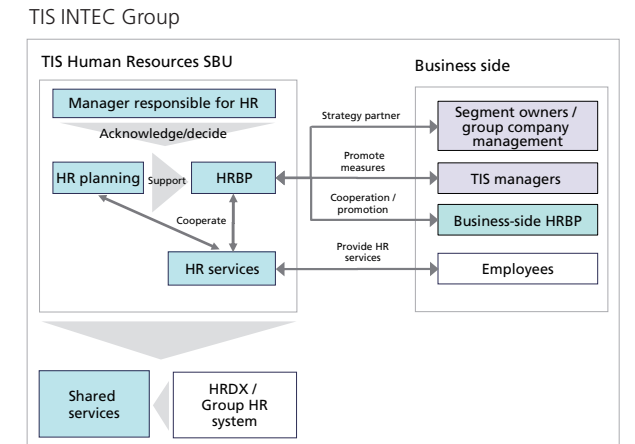 TIS INTEC Group
TIS Human Resources SBU
Manager responsible for HR
Acknowledge/decide
HR planning
Support
HRBP
Cooperate
HR services
Strategy partner
Promote
measures
Cooperation /
promotion
Provide HR
services
Business side
Segment owners /
group company
management
TIS managers
Business-side HRBP
Employees
Shared
services
HRDX /
Group HR
system